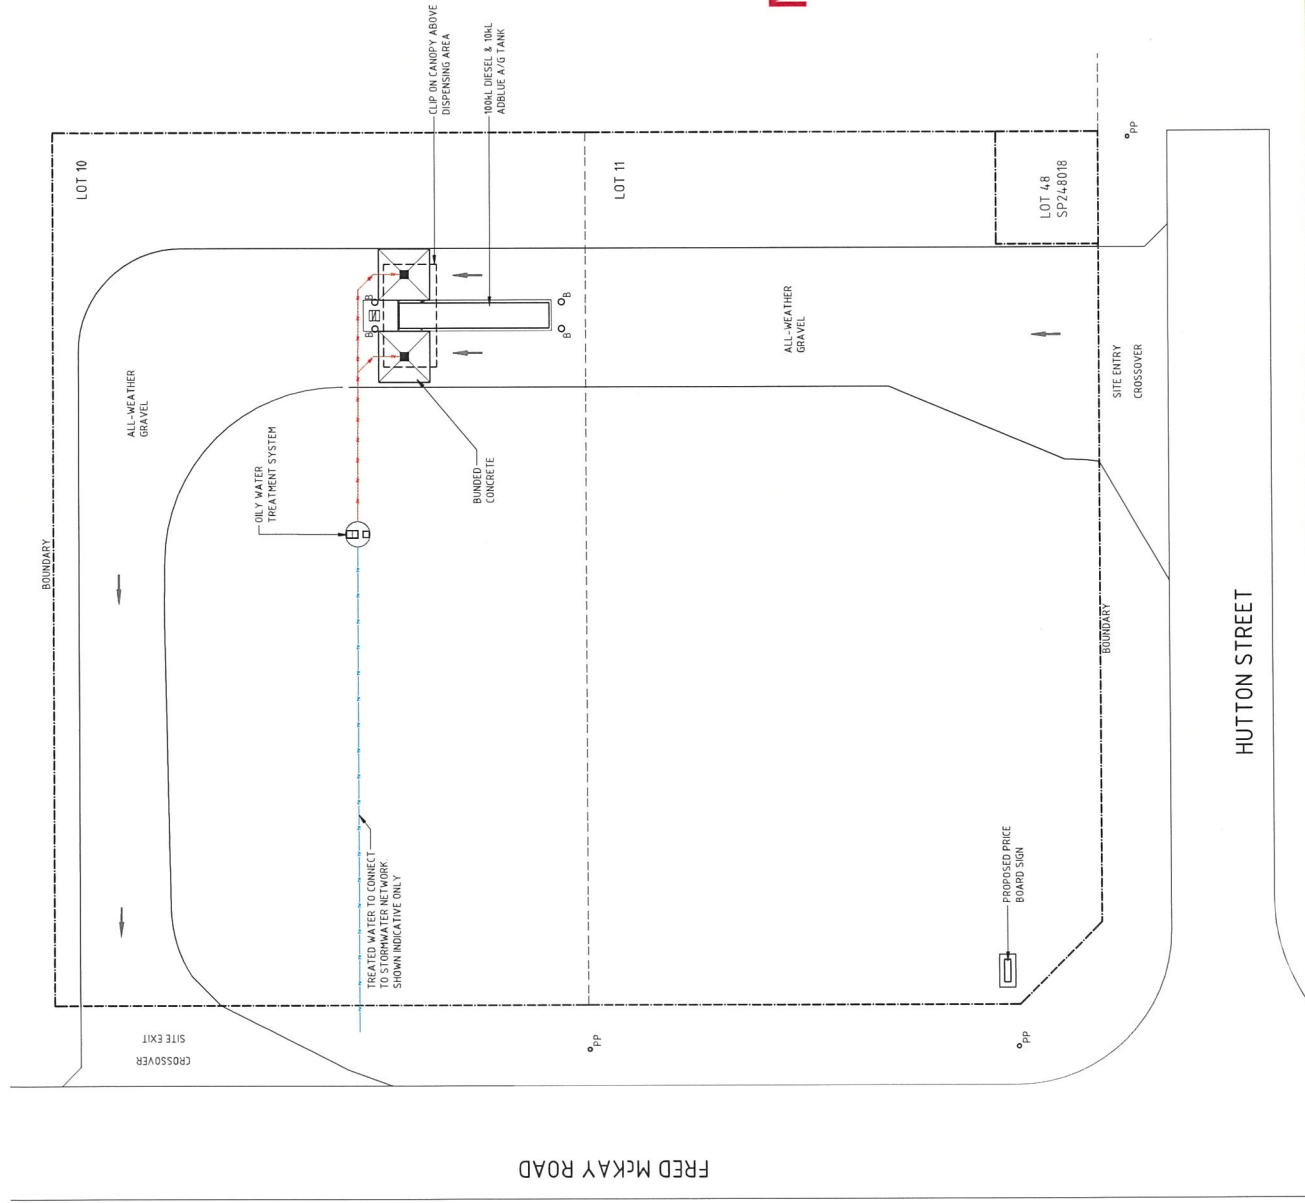 CLIP ON CANOPY ABOVE
DISPENSING AREA
100kL DIESEL & 10kL
ADBLUE A/G TANK
LOT 10
LOT 11
LOT 48
SP248018
PP
ALL-WEATHER
GRAVEL
ALL-WEATHER
GRAVEL
B
B
B
B
SITE ENTRY
CROSSOVER
OILY WATER
TREATMENT SYSTEM
BUNDED
CONCRETE
BOUNDARY
BOUNDARY
HUTTON STREET
TREATED WATER TO CONNECT
TO STORMWATER NETWORK.
SHOWN INDICATIVE ONLY
PROPOSED PRICE
BOARD SIGN
SITE EXIT
CROSSOVER
PP
PP
FRED McKAY ROAD